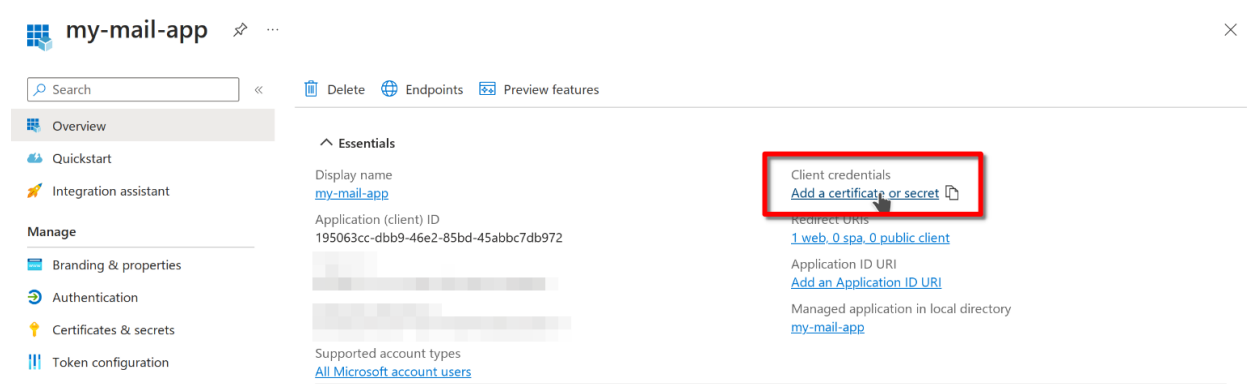 my-mail-app
Search
Overview
Quickstart
Integration assistant
Manage
Branding & properties
Authentication
Certificates & secrets
Token configuration
Delete
Endpoints
Preview features
Essentials
Display name
my-mail-app
Application (client) ID
195063cc-dbb9-46e2-85bd-45abbc7db972
Supported account types
All Microsoft account users
Client credentials
Add a certificate or secret
Redirect URIs
1 web, 0 spa, 0 public client
Application ID URI
Add an Application ID URI
Managed application in local directory
my-mail-app